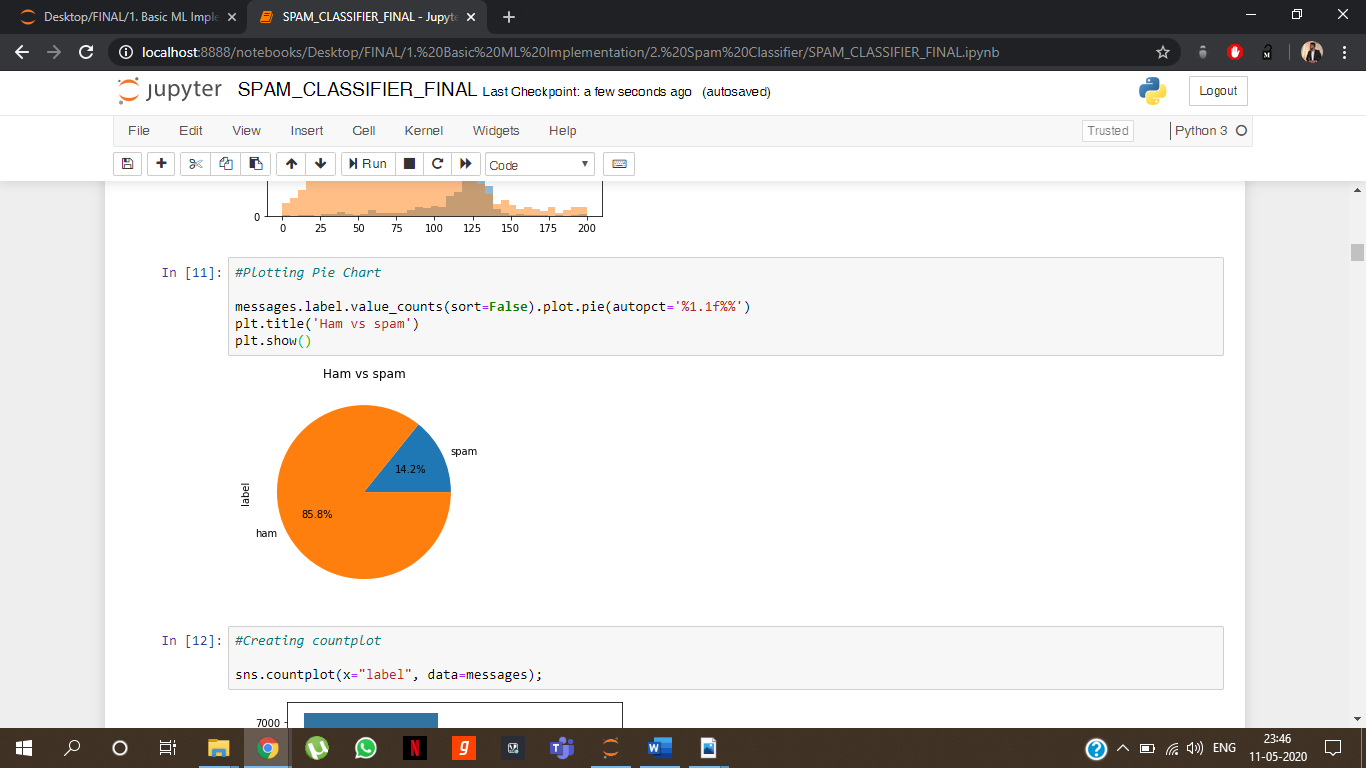 Desktop/FINAL/1. Basic ML Imple
SPAM_CLASSIFIER_FINAL - Jupyte
localhost:8888/notebooks/Desktop/FINAL/1.%20Basic%20ML%20Implementation/2.%20Spam%20Classifier/SPAM_CLASSIFIER_FINAL.ipynb
jupyter SPAM_CLASSIFIER_FINAL Last Checkpoint: a few seconds ago (autosaved) Logout
File Edit View Insert Cell Kernel Widgets Help Trusted Python 3
Run Code
0
0 25 50 75 100 125 150 175 200
In [11]: #Plotting Pie Chart
messages.label.value_counts(sort=False).plot.pie(autopct='%1.1f%%')
plt.title('Ham vs spam')
plt.show()
Ham vs spam
spam
14.2%
label
85.8%
ham
In [12]: #Creating countplot
sns.countplot(x="label", data=messages);
7000
N g T W ? ENG 23:46
11-05-2020